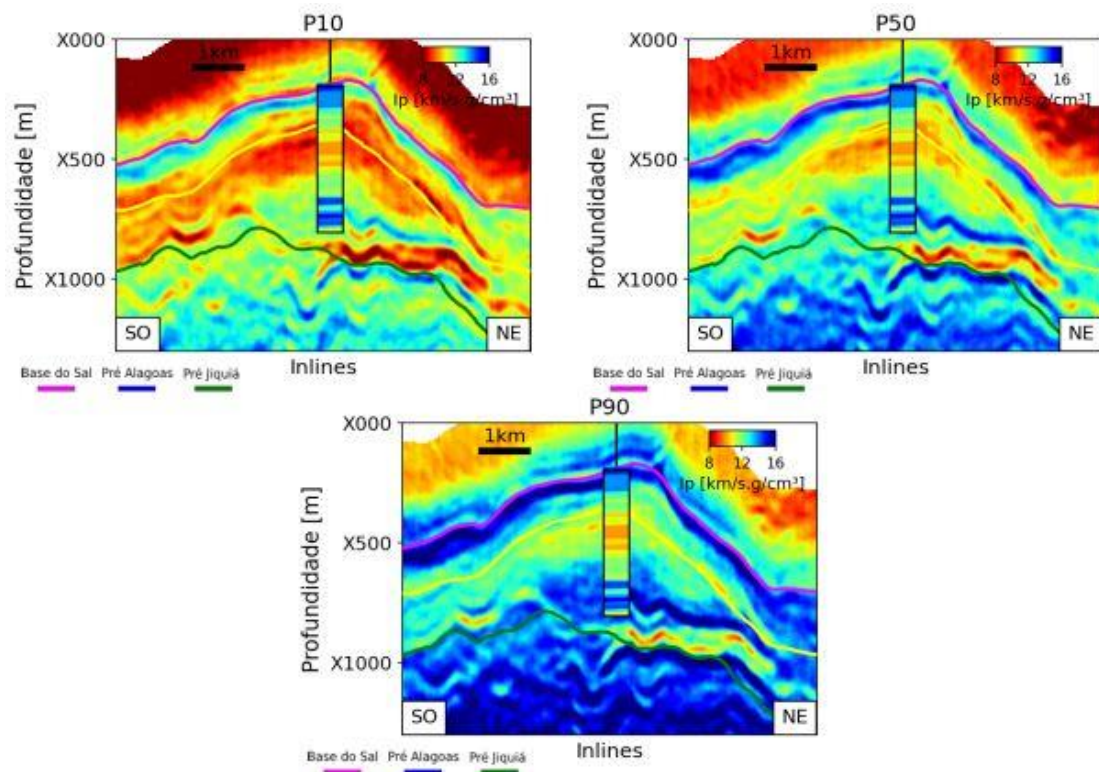 P10
X000
1km
8 12 16
Ip [km/s.g/cm³]
X500
Profundidade [m]
X1000
SO
NE
Inlines
Base do Sal Pré Alagoas Pré Jiquiá
P50
X000
1km
8 12 16
Ip [km/s.g/cm³]
X500
Profundidade [m]
X1000
SO
NE
Inlines
Base do Sal Pré Alagoas Pré Jiquiá
P90
X000
1km
8 12 16
Ip [km/s.g/cm³]
X500
Profundidade [m]
X1000
SO
NE
Inlines
Base do Sal Pré Alagoas Pré Jiquiá